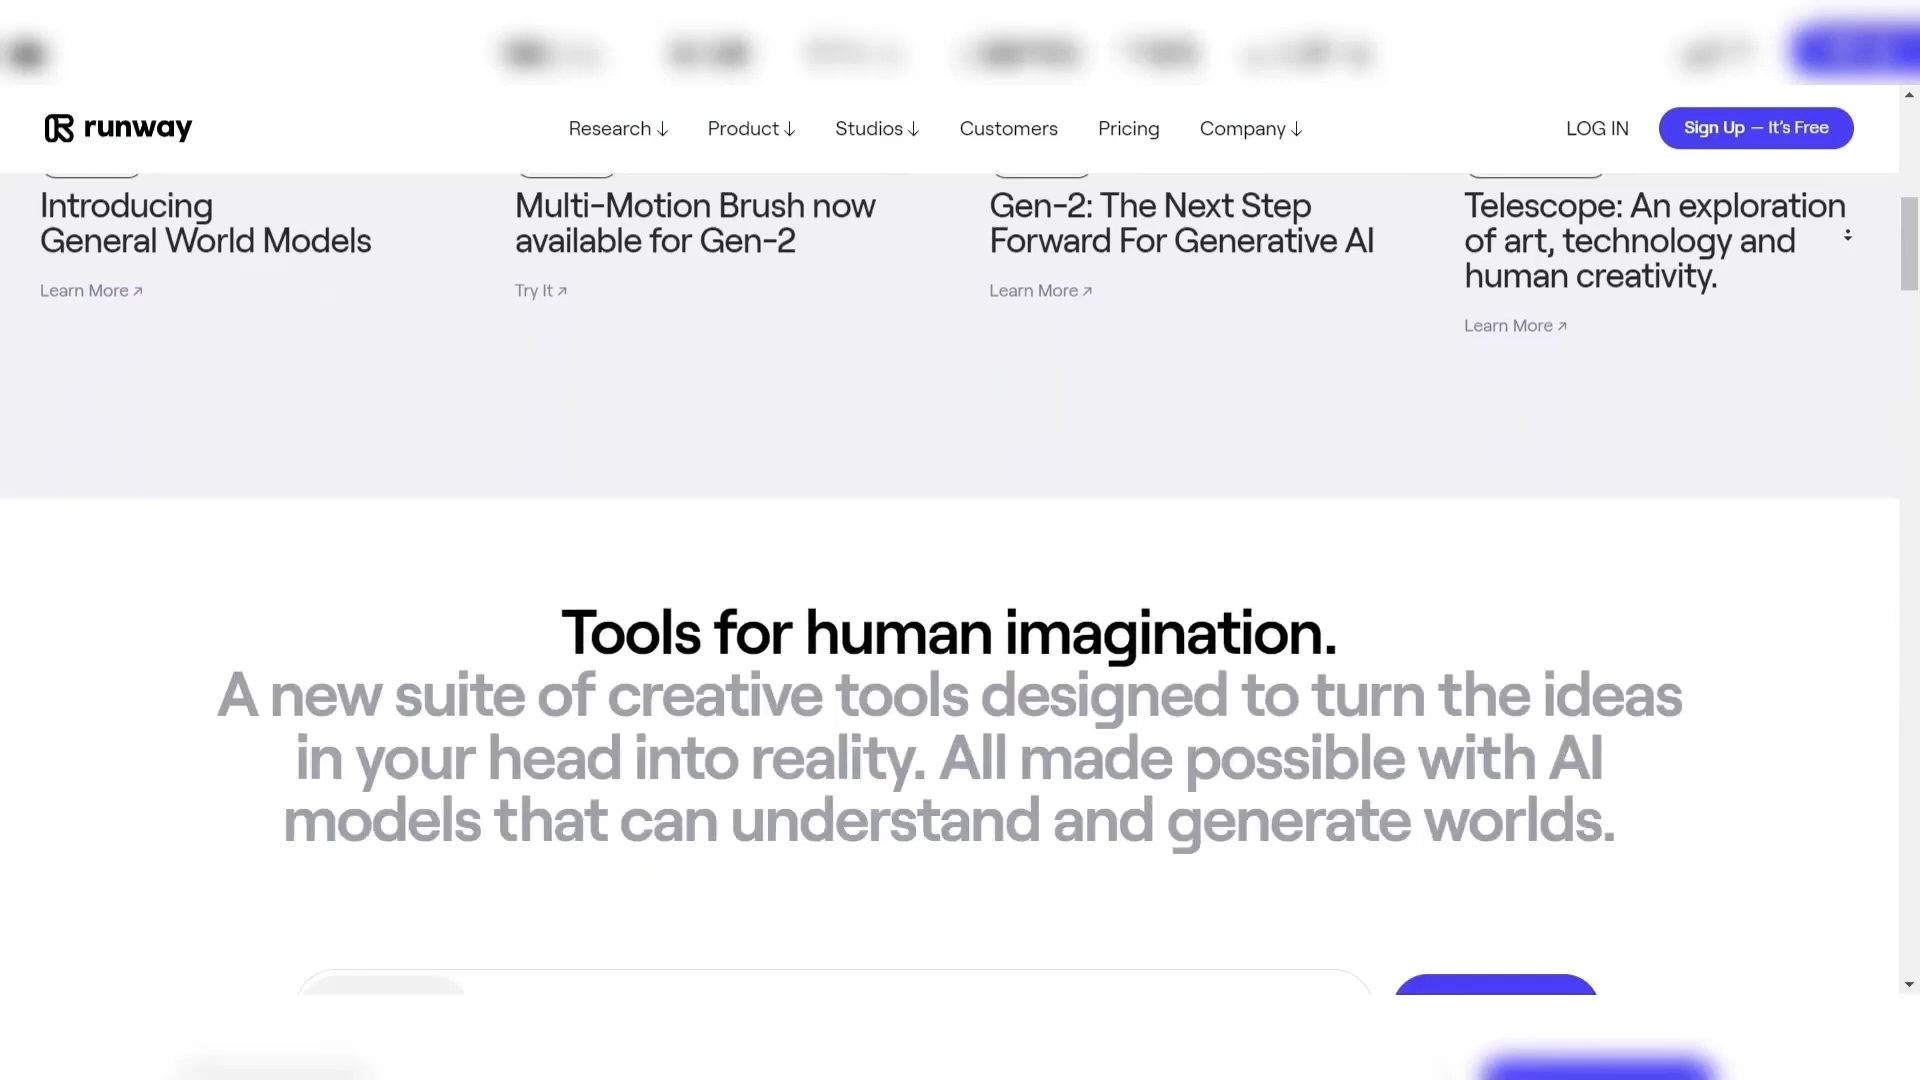 runway
Research ↓
Product ↓
Studios ↓
Customers
Pricing
Company ↓
LOG IN
Sign Up — It's Free
Introducing
General World Models
Learn More ↗
Multi-Motion Brush now
available for Gen-2
Try It ↗
Gen-2: The Next Step
Forward For Generative AI
Learn More ↗
Telescope: An exploration
of art, technology and
human creativity.
Learn More ↗
Tools for human imagination.
A new suite of creative tools designed to turn the ideas
in your head into reality. All made possible with AI
models that can understand and generate worlds.